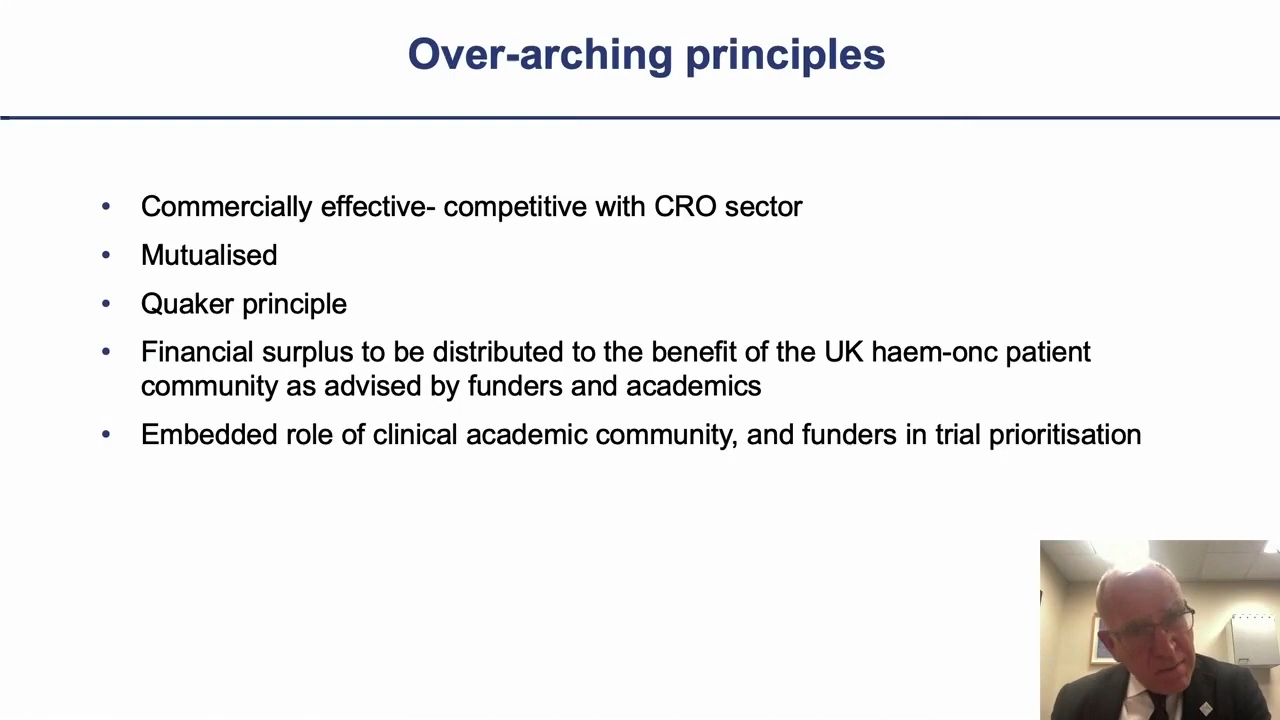 Over-arching principles
• Commercially effective- competitive with CRO sector
• Mutualised
• Quaker principle
• Financial surplus to be distributed to the benefit of the UK haem-onc patient
community as advised by funders and academics
• Embedded role of clinical academic community, and funders in trial prioritisation